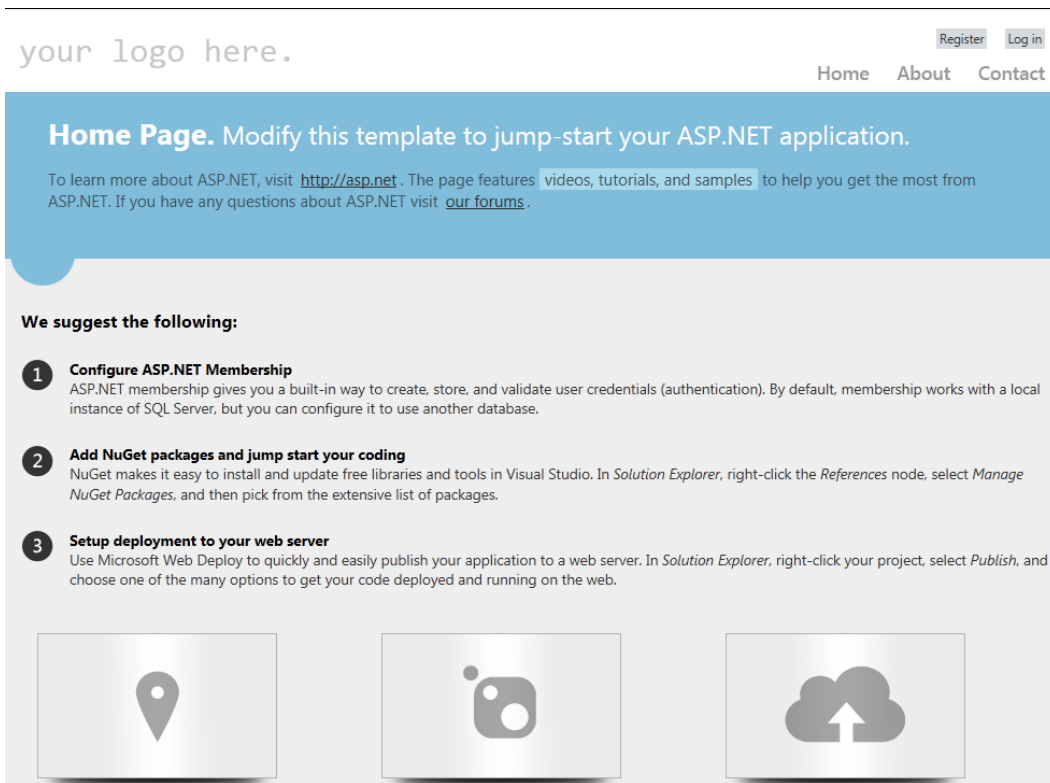 your logo here.
Register Log in
Home About Contact
Home Page. Modify this template to jump-start your ASP.NET application.
To learn more about ASP.NET, visit http://asp.net . The page features videos, tutorials, and samples to help you get the most from
ASP.NET. If you have any questions about ASP.NET visit our forums .
We suggest the following:
1 Configure ASP.NET Membership
ASP.NET membership gives you a built-in way to create, store, and validate user credentials (authentication). By default, membership works with a local
instance of SQL Server, but you can configure it to use another database.
2 Add NuGet packages and jump start your coding
NuGet makes it easy to install and update free libraries and tools in Visual Studio. In Solution Explorer, right-click the References node, select Manage
NuGet Packages, and then pick from the extensive list of packages.
3 Setup deployment to your web server
Use Microsoft Web Deploy to quickly and easily publish your application to a web server. In Solution Explorer, right-click your project, select Publish, and
choose one of the many options to get your code deployed and running on the web.